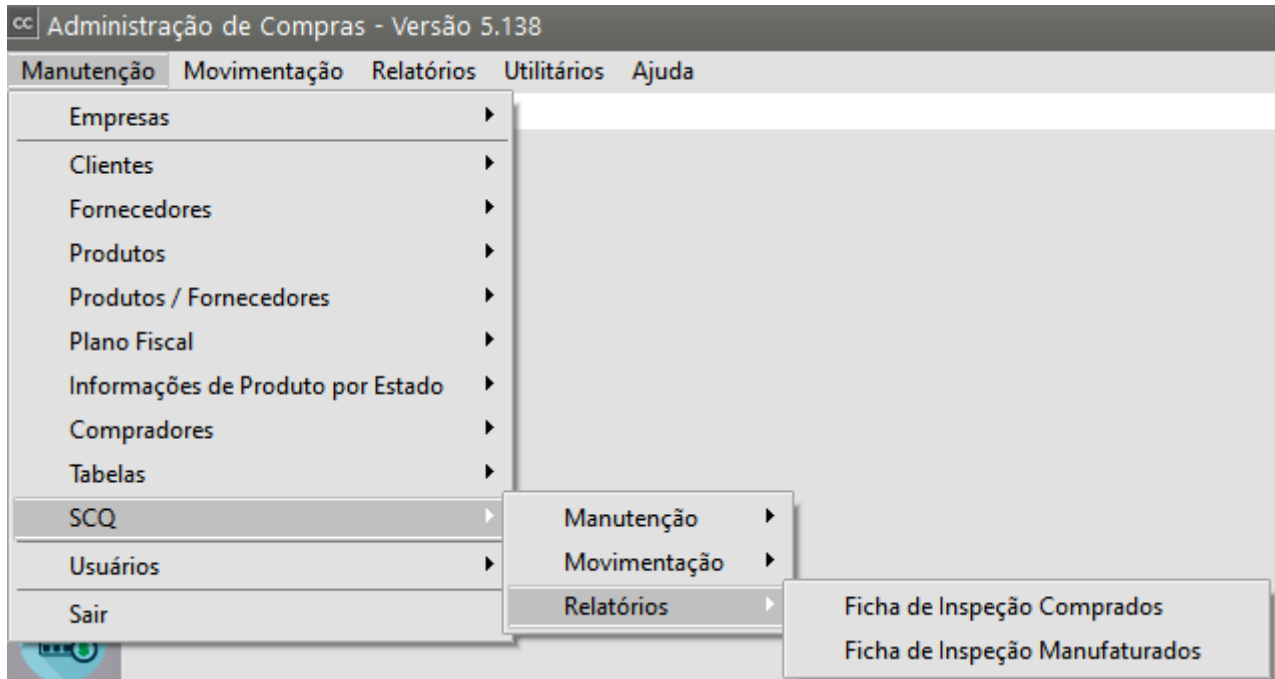 cc Administração de Compras - Versão 5.138
Manutenção Movimentação Relatórios Utilitários Ajuda
Empresas
Clientes
Fornecedores
Produtos
Produtos / Fornecedores
Plano Fiscal
Informações de Produto por Estado
Compradores
Tabelas
SCQ
Usuários
Sair
Manutenção
Movimentação
Relatórios
Ficha de Inspeção Comprados
Ficha de Inspeção Manufaturados